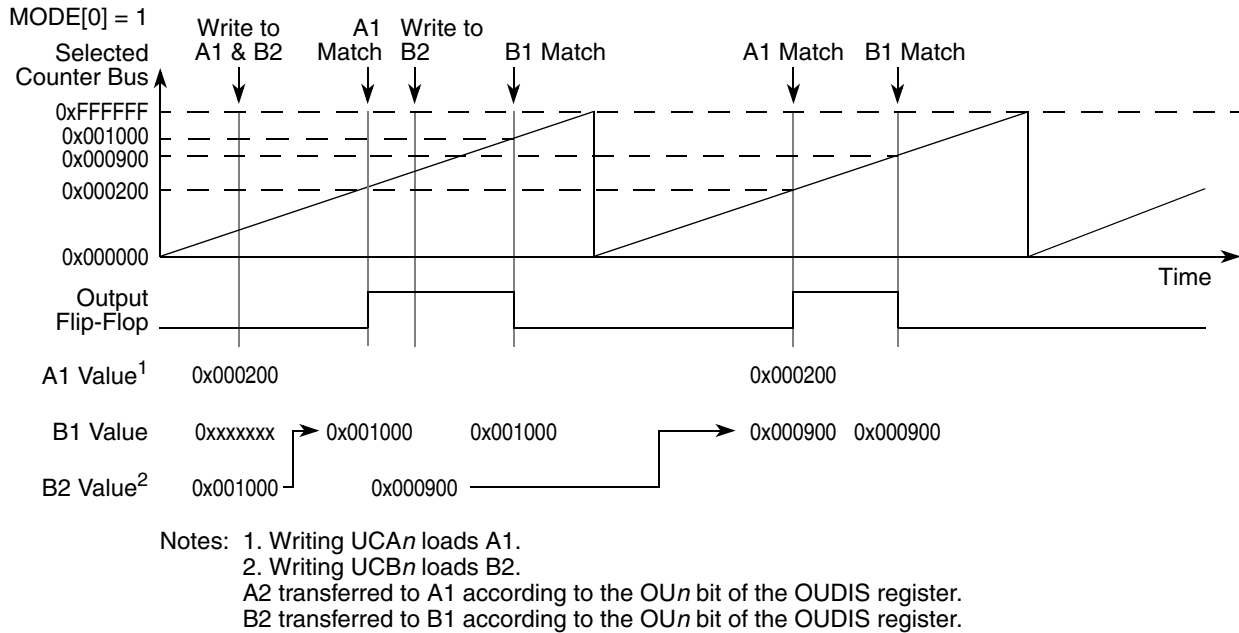 MODE[0] = 1
Write to A1 & B2
A1 Match
Write to B2
B1 Match
A1 Match
B1 Match
Selected Counter Bus
0xFFFFFF
0x001000
0x000900
0x000200
0x000000
Time
Output Flip-Flop
A1 Value1 0x000200 0x000200
B1 Value 0xxxxxxx 0x001000 0x001000 0x000900 0x000900
B2 Value2 0x001000 0x000900
Notes: 1. Writing UCAn loads A1.
2. Writing UCBn loads B2.
A2 transferred to A1 according to the OUn bit of the OUDIS register.
B2 transferred to B1 according to the OUn bit of the OUDIS register.